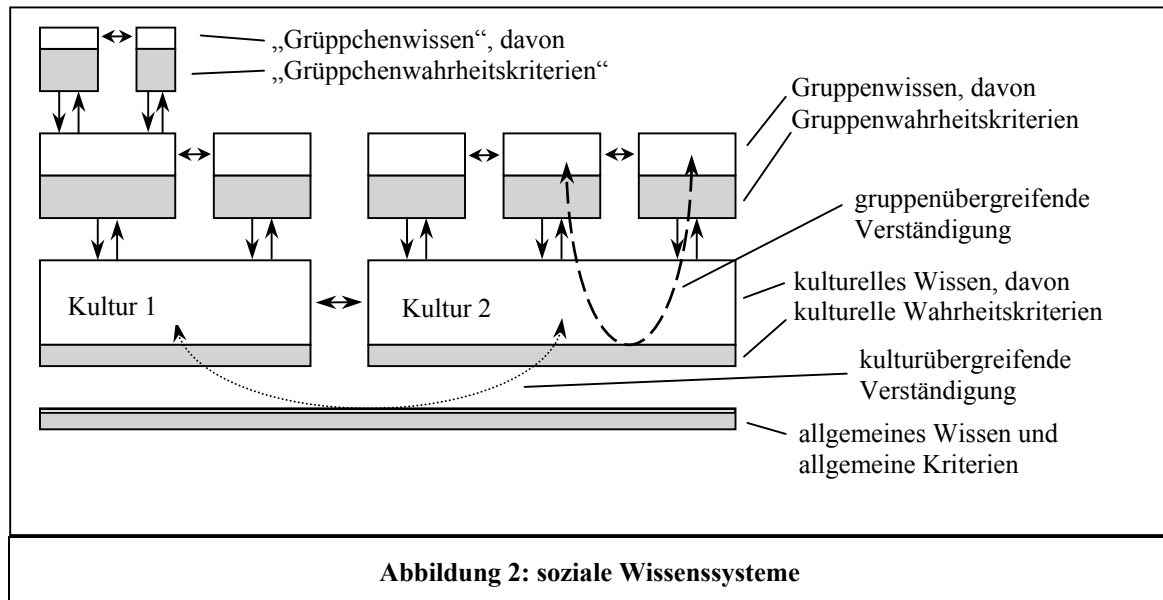 „Grüppchenwissen“, davon
„Grüppchenwahrheitskriterien“
Gruppenwissen, davon
Gruppenwahrheitskriterien
gruppenübergreifende
Verständigung
Kultur 1
Kultur 2
kulturelles Wissen, davon
kulturelle Wahrheitskriterien
kulturübergreifende
Verständigung
allgemeines Wissen und
allgemeine Kriterien
Abbildung 2: soziale Wissenssysteme